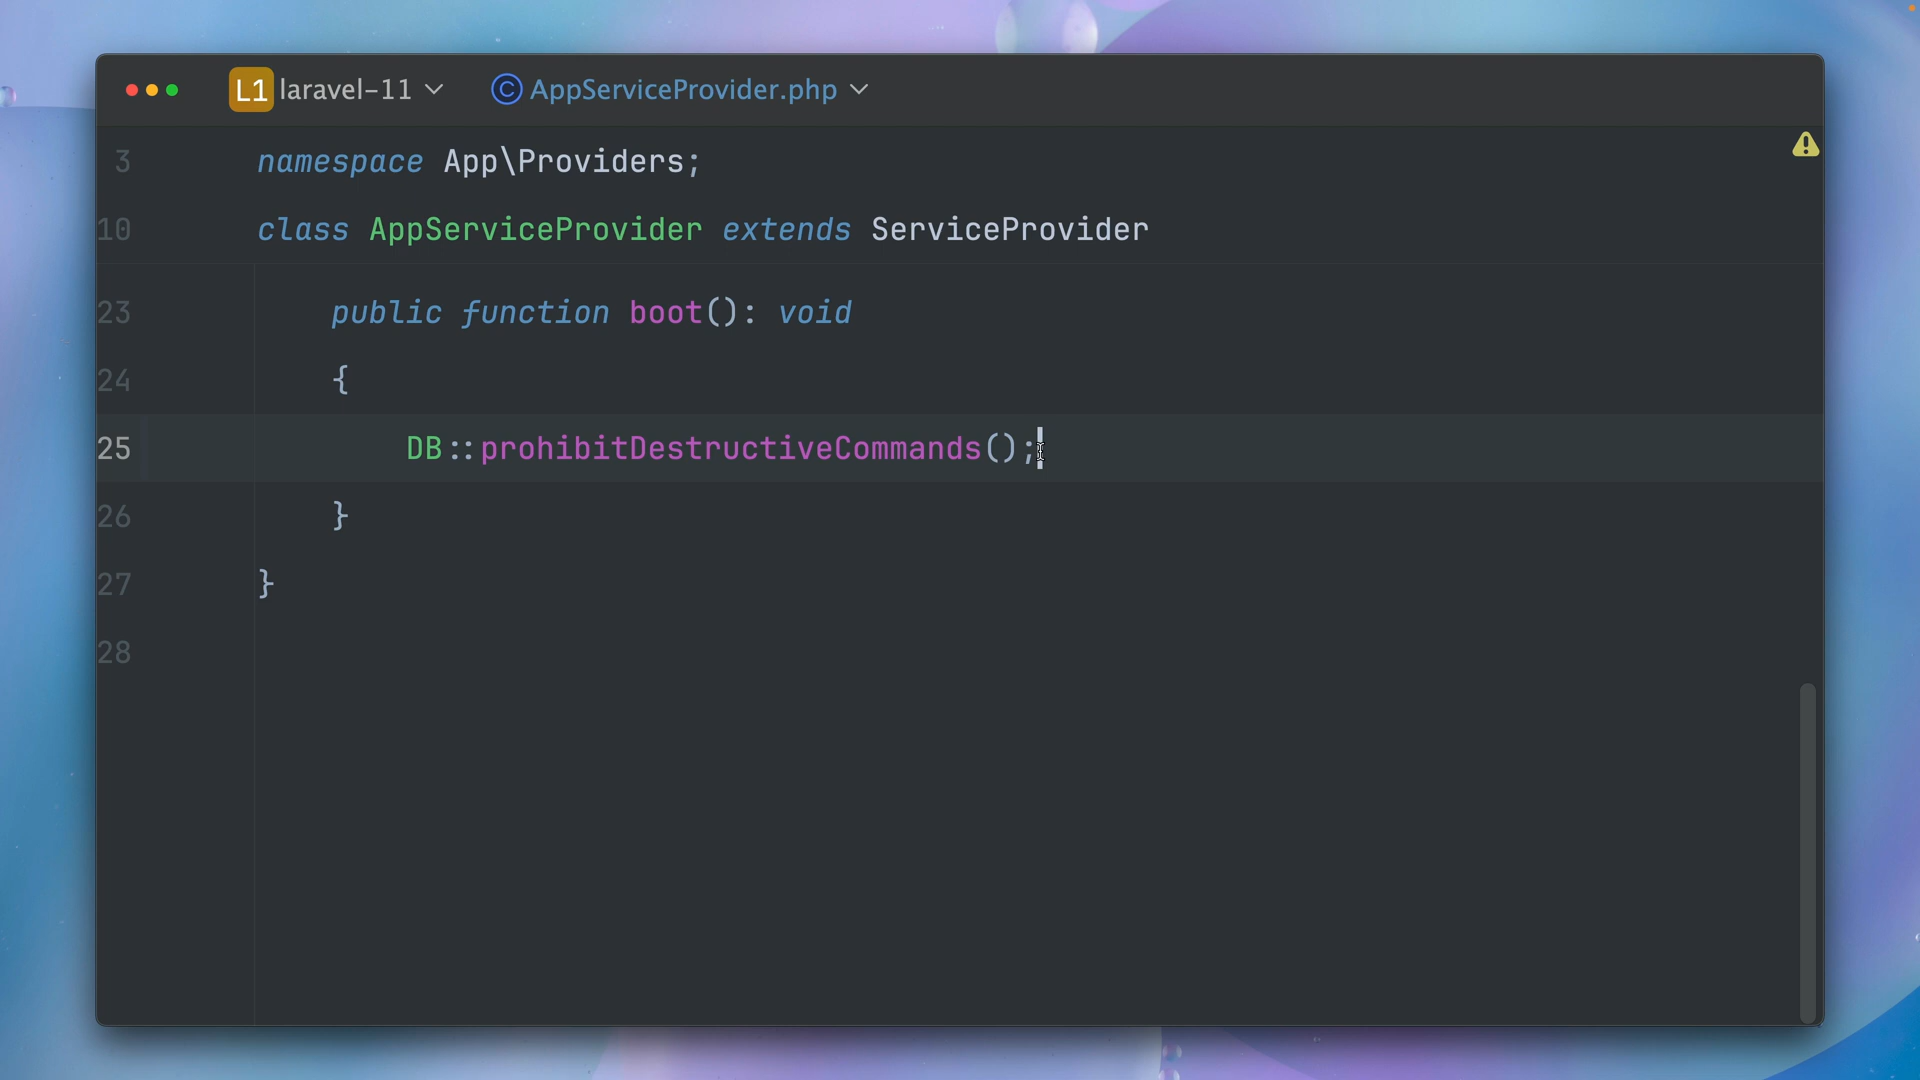 L1 laravel-11 AppServiceProvider.php
3 namespace App\Providers;
10 class AppServiceProvider extends ServiceProvider
23 public function boot(): void
24 {
25 DB::prohibitDestructiveCommands();
26 }
27 }
28